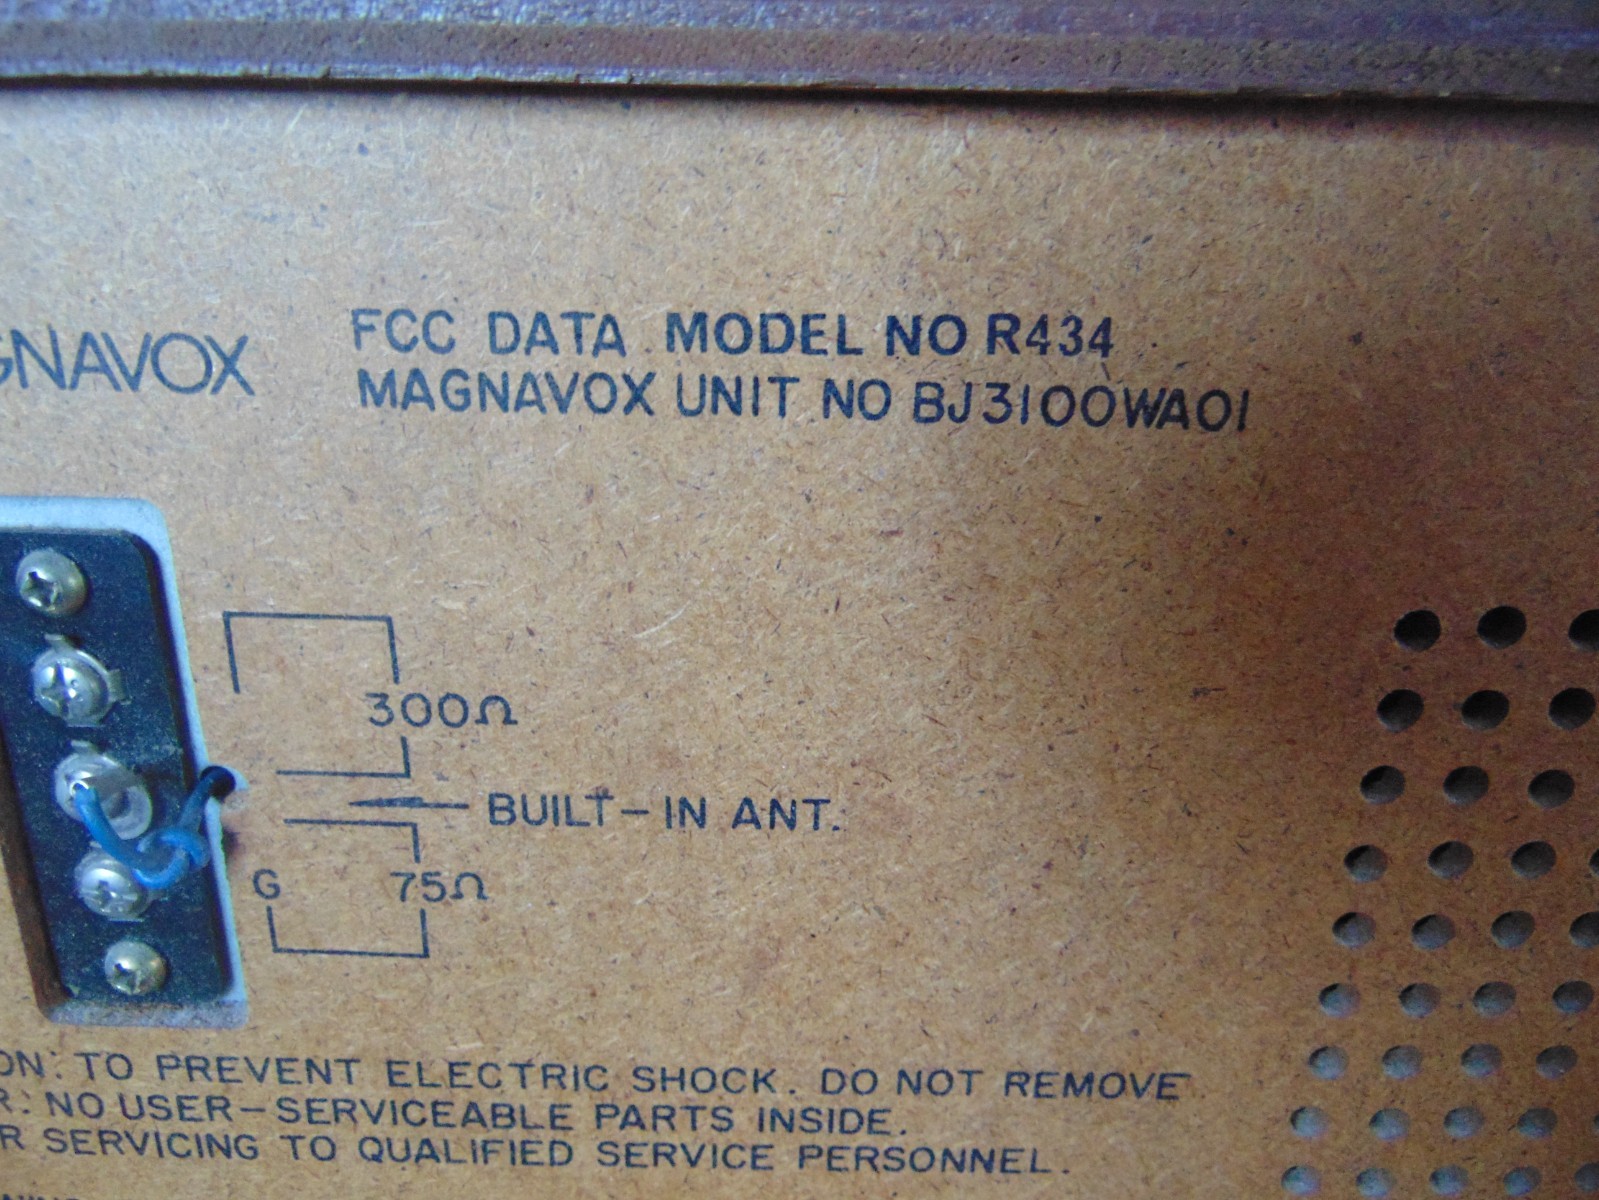 GNAVOX
FCC DATA MODEL NO R434
MAGNAVOX UNIT NO BJ3100WA01
300Ω
BUILT-IN ANT.
G 75Ω
ON: TO PREVENT ELECTRIC SHOCK. DO NOT REMOVE
R: NO USER-SERVICEABLE PARTS INSIDE.
R SERVICING TO QUALIFIED SERVICE PERSONNEL.